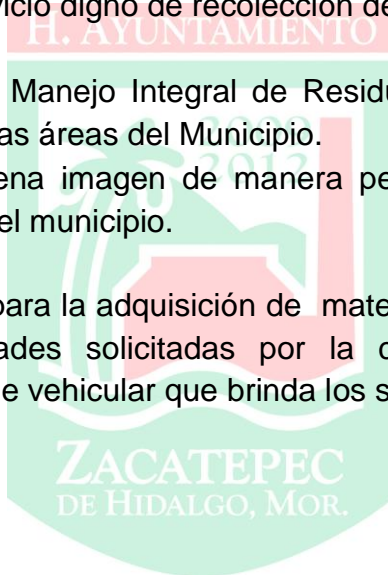 vicio digno de recolección de
H. AYUNTAMIENTO
Manejo Integral de Resid
as áreas del Municipio.
2009
2012
ena imagen de manera pe
el municipio.
para la adquisición de mate
ades solicitadas por la
e vehicular que brinda los s
ZACATEPEC
DE HIDALGO, MOR.